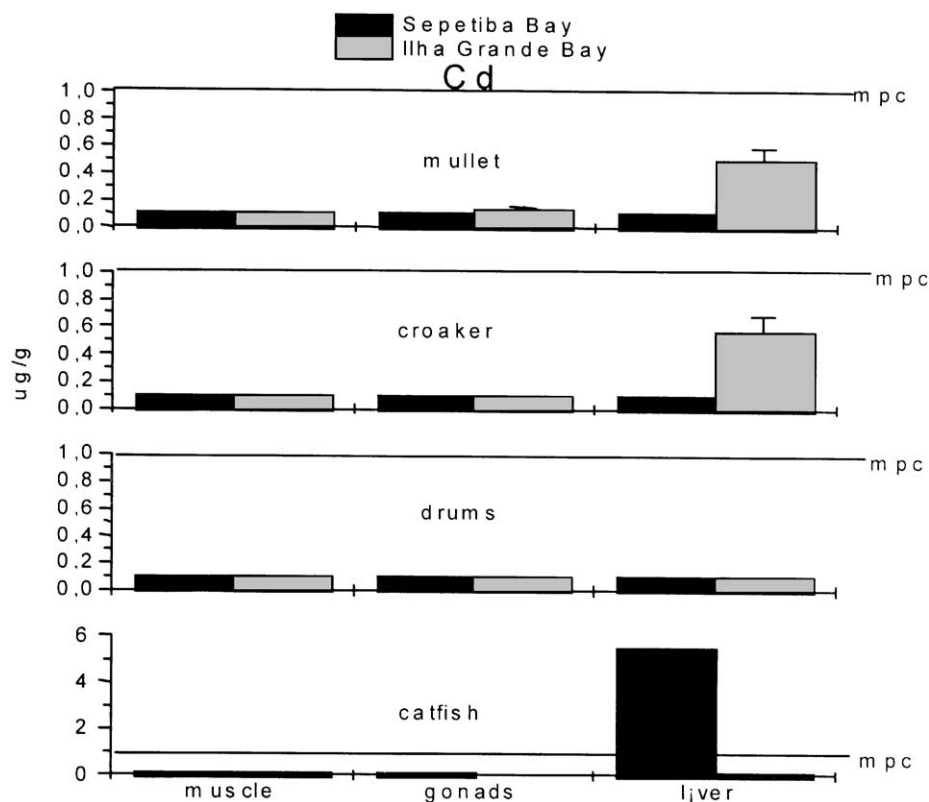 Sepetiba Bay
Ilha Grande Bay
Cd
1,0
0,8
0,6
0,4
0,2
0,0
mullet
mpc
1,0
0,8
0,6
0,4
0,2
0,0
croaker
mpc
ug/g
1,0
0,8
0,6
0,4
0,2
0,0
drums
mpc
6
4
2
0
catfish
mpc
muscle gonads liver